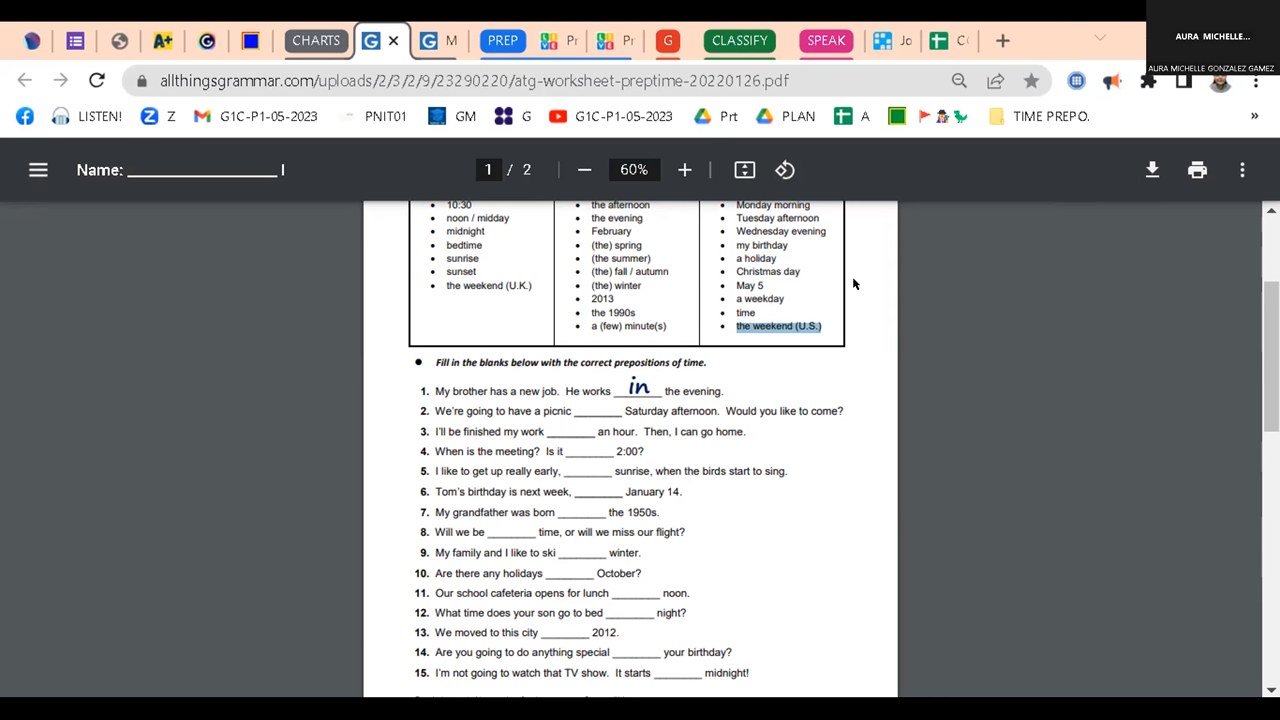 CHARTS
M
PREP
Pr
Pr
G
CLASSIFY
SPEAK
Jo
AURA MICHELLE...
AURA MICHELLE GONZALEZ GAMEZ
allthingsgrammar.com/uploads/2/3/2/9/23290220/atg-worksheet-preptime-20220126.pdf
LISTEN!
Z
G1C-P1-05-2023
PNIT01
GM
G
G1C-P1-05-2023
Prt
PLAN
A
TIME PREPO.
»
Name: ______________ I
1 / 2
60%
• 10:30
• noon / midday
• midnight
• bedtime
• sunrise
• sunset
• the weekend (U.K.)
• the afternoon
• the evening
• February
• (the) spring
• (the summer)
• (the) fall / autumn
• (the) winter
• 2013
• the 1990s
• a (few) minute(s)
• Monday morning
• Tuesday afternoon
• Wednesday evening
• my birthday
• a holiday
• Christmas day
• May 5
• a weekday
• time
• the weekend (U.S.)
● Fill in the blanks below with the correct prepositions of time.
1. My brother has a new job. He works in the evening.
2. We're going to have a picnic ________ Saturday afternoon. Would you like to come?
3. I'll be finished my work ________ an hour. Then, I can go home.
4. When is the meeting? Is it ________ 2:00?
5. I like to get up really early, ________ sunrise, when the birds start to sing.
6. Tom's birthday is next week, ________ January 14.
7. My grandfather was born ________ the 1950s.
8. Will we be ________ time, or will we miss our flight?
9. My family and I like to ski ________ winter.
10. Are there any holidays ________ October?
11. Our school cafeteria opens for lunch ________ noon.
12. What time does your son go to bed ________ night?
13. We moved to this city ________ 2012.
14. Are you going to do anything special ________ your birthday?
15. I'm not going to watch that TV show. It starts ________ midnight!